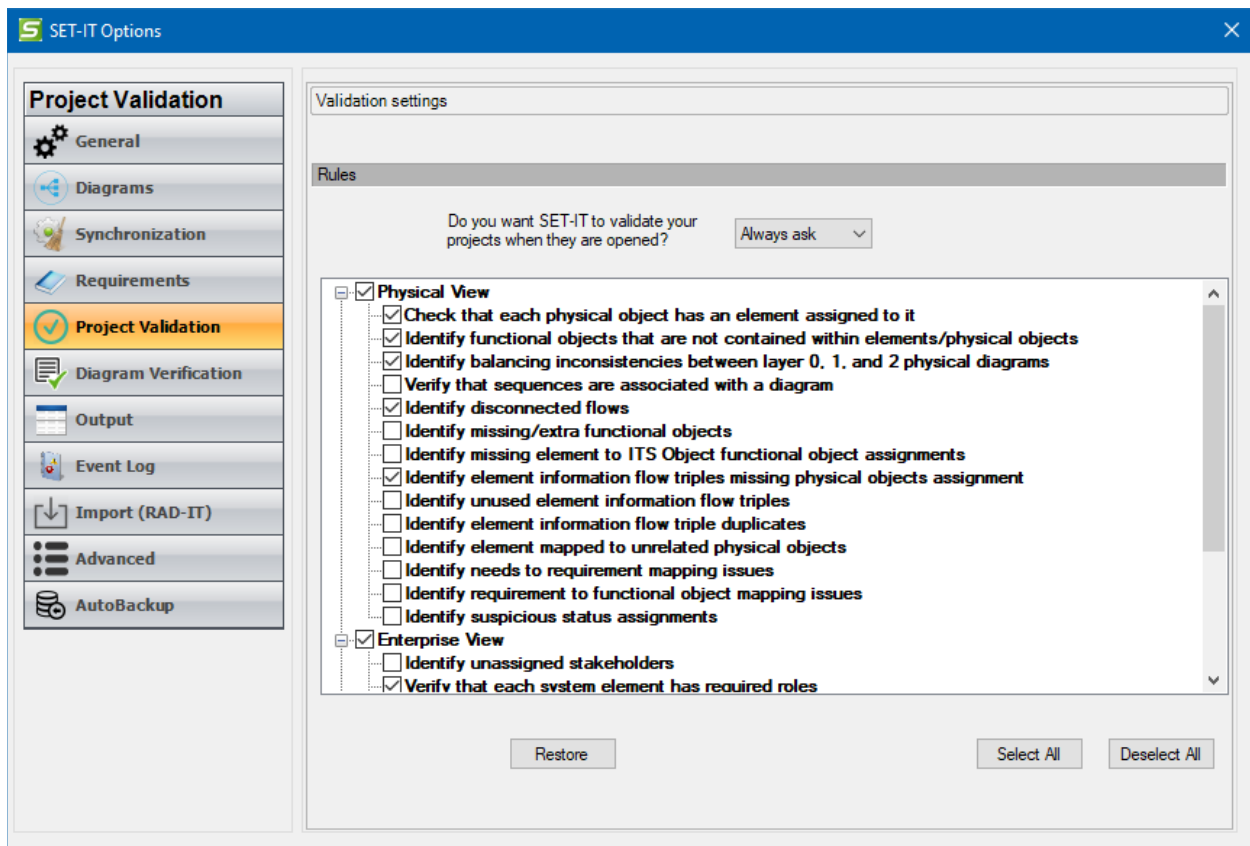 SET-IT Options
Project Validation
General
Diagrams
Synchronization
Requirements
Project Validation
Diagram Verification
Output
Event Log
Import (RAD-IT)
Advanced
AutoBackup
Validation settings
Rules
Do you want SET-IT to validate your
projects when they are opened?
Always ask
Physical View
Check that each physical object has an element assigned to it
Identify functional objects that are not contained within elements/physical objects
Identify balancing inconsistencies between layer 0, 1, and 2 physical diagrams
Verify that sequences are associated with a diagram
Identify disconnected flows
Identify missing/extra functional objects
Identify missing element to ITS Object functional object assignments
Identify element information flow triples missing physical objects assignment
Identify unused element information flow triples
Identify element information flow triple duplicates
Identify element mapped to unrelated physical objects
Identify needs to requirement mapping issues
Identify requirement to functional object mapping issues
Identify suspicious status assignments
Enterprise View
Identify unassigned stakeholders
Verify that each system element has required roles
Restore
Select All
Deselect All